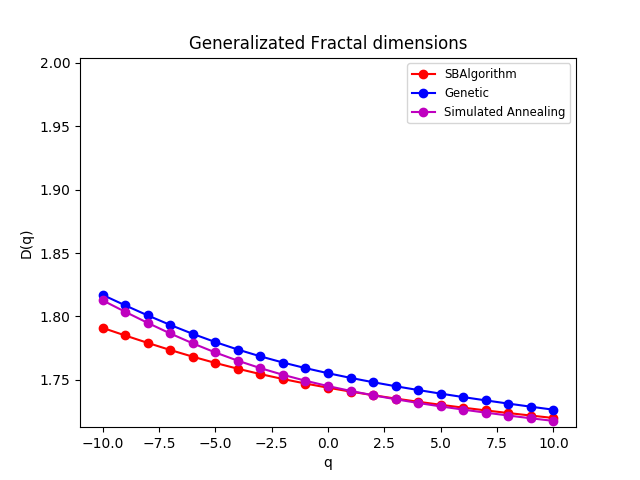 Generalizated Fractal dimensions
SBAlgorithm
Genetic
Simulated Annealing
D(q)
2.00
1.95
1.90
1.85
1.80
1.75
−10.0 −7.5 −5.0 −2.5 0.0 2.5 5.0 7.5 10.0
q